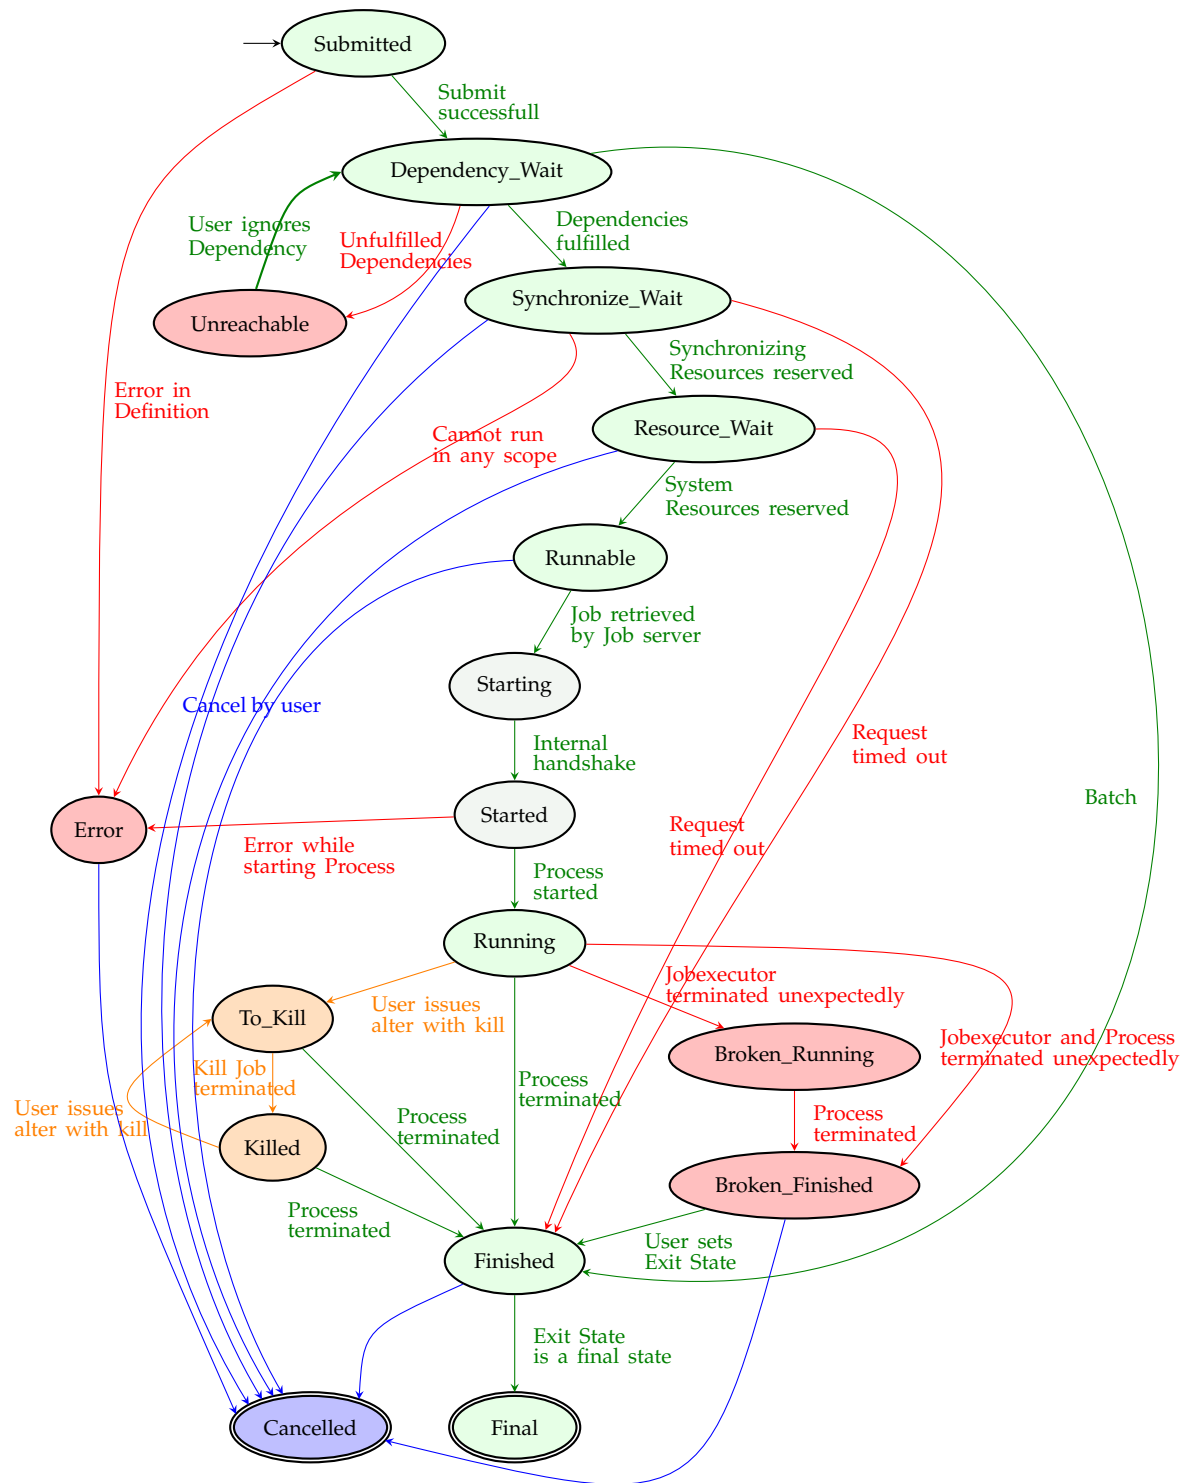 Submitted
Submit
successfull
Dependency_Wait
User ignores
Dependency
Unfulfilled
Dependencies
Dependencies
fulfilled
Synchronize_Wait
Unreachable
Synchronizing
Resources reserved
Error in
Definition
Cannot run
in any scope
Resource_Wait
System
Resources reserved
Runnable
Job retrieved
by Job server
Starting
Cancel by user
Internal
handshake
Request
timed out
Batch
Error
Started
Request
timed out
Error while
starting Process
Process
started
Running
Jobexecutor
terminated unexpectedly
To_Kill
User issues
alter with kill
Broken_Running
Jobexecutor and Process
terminated unexpectedly
Kill Job
terminated
Process
terminated
User issues
alter with kill
Process
terminated
Process
terminated
Killed
Broken_Finished
Process
terminated
User sets
Exit State
Finished
Exit State
is a final state
Cancelled
Final